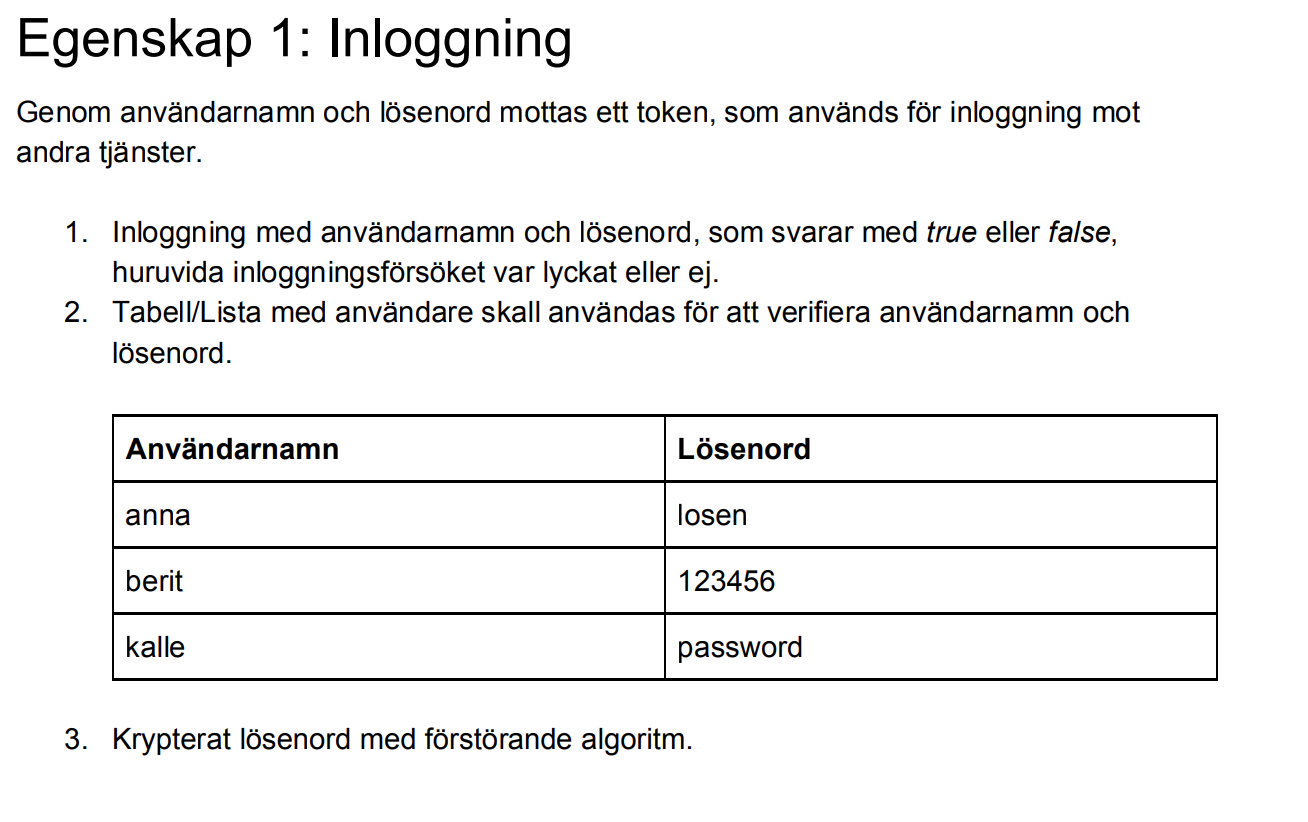 Egenskap 1: Inloggning
Genom användarnamn och lösenord mottas ett token, som används för inloggning mot
andra tjänster.
1. Inloggning med användarnamn och lösenord, som svarar med true eller false,
huruvida inloggningsförsöket var lyckat eller ej.
2. Tabell/Lista med användare skall användas för att verifiera användarnamn och
lösenord.
Användarnamn Lösenord
anna losen
berit 123456
kalle password
3. Krypterat lösenord med förstörande algoritm.